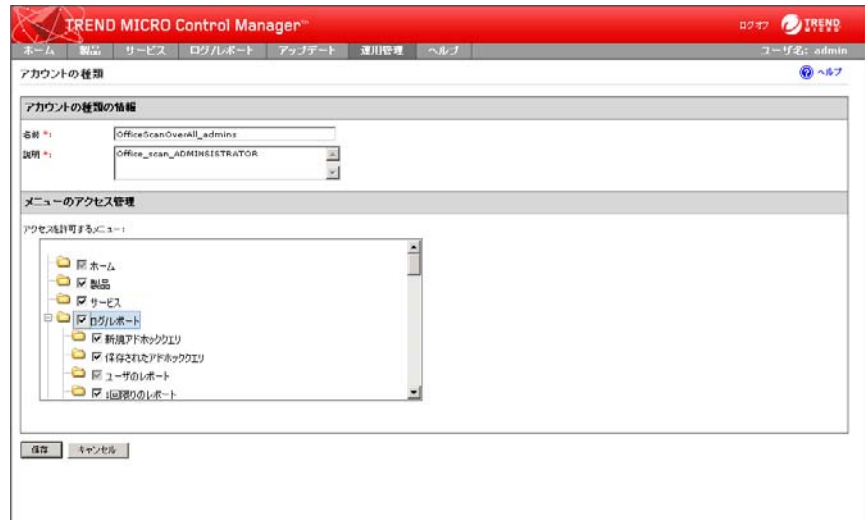 TREND MICRO Control Manager™
ログオフ
TREND MICRO
ホーム 製品 サービス ログ/レポート アップデート 運用管理 ヘルプ
ユーザ名: admin
アカウントの種類
ヘルプ
アカウントの種類の情報
名前 *:
OfficeScanOverAll_admins
説明 *:
Office_scan_ADMINSISTRATOR
メニューのアクセス管理
アクセスを許可するメニュー:
ホーム
製品
サービス
ログ/レポート
新規アドホッククエリ
保存されたアドホッククエリ
ユーザのレポート
1回限りのレポート
保存 キャンセル